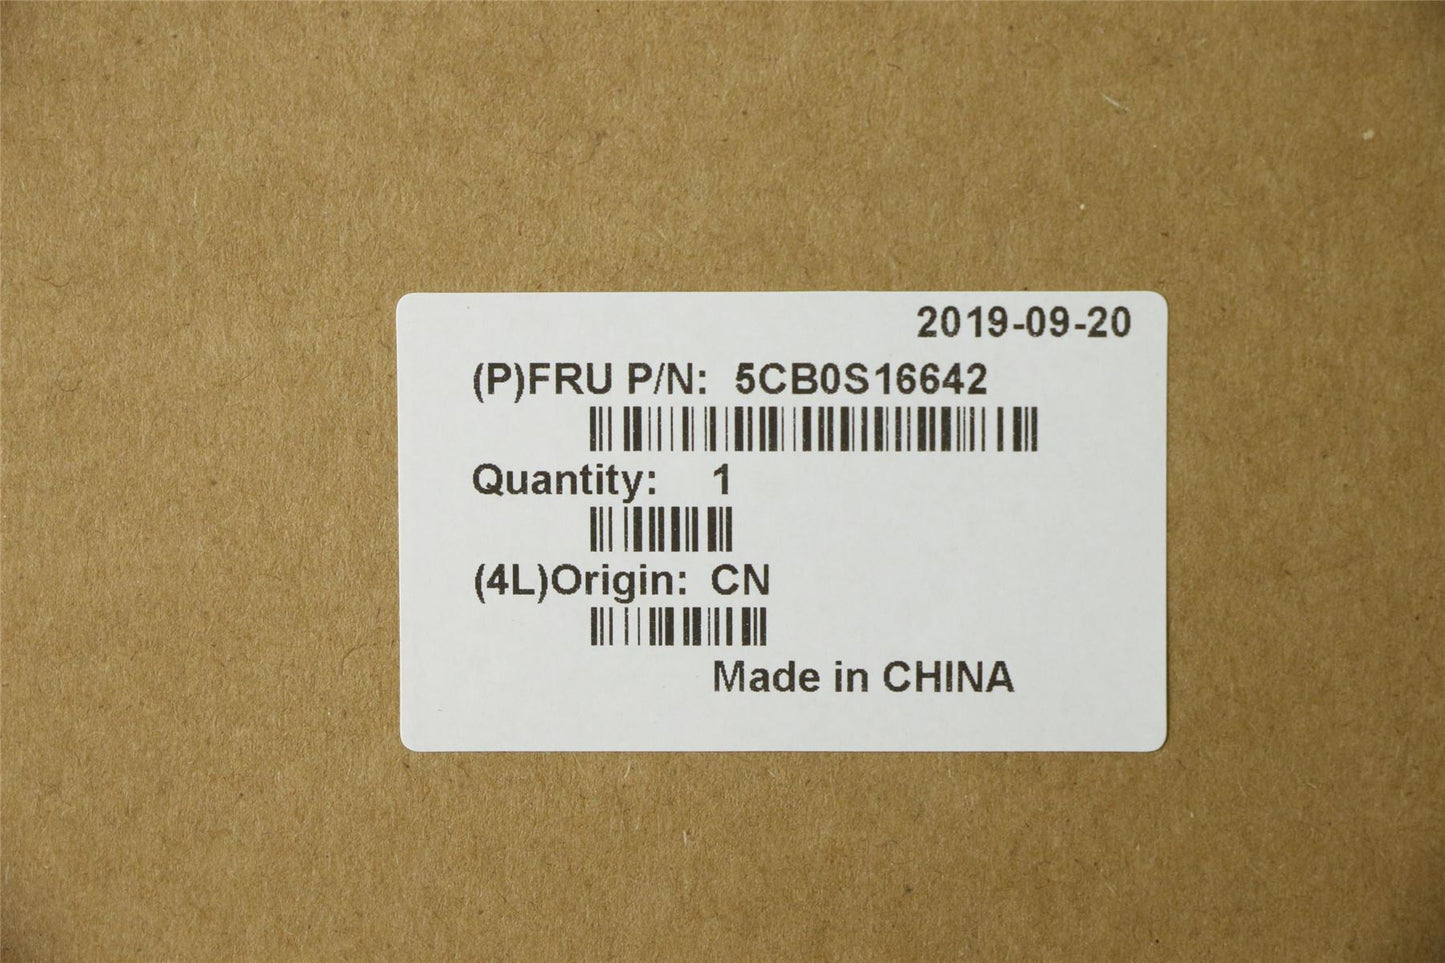 2019-09-20
(P)FRU P/N: 5CB0S16642
Quantity: 1
(4L)Origin: CN
Made in CHINA